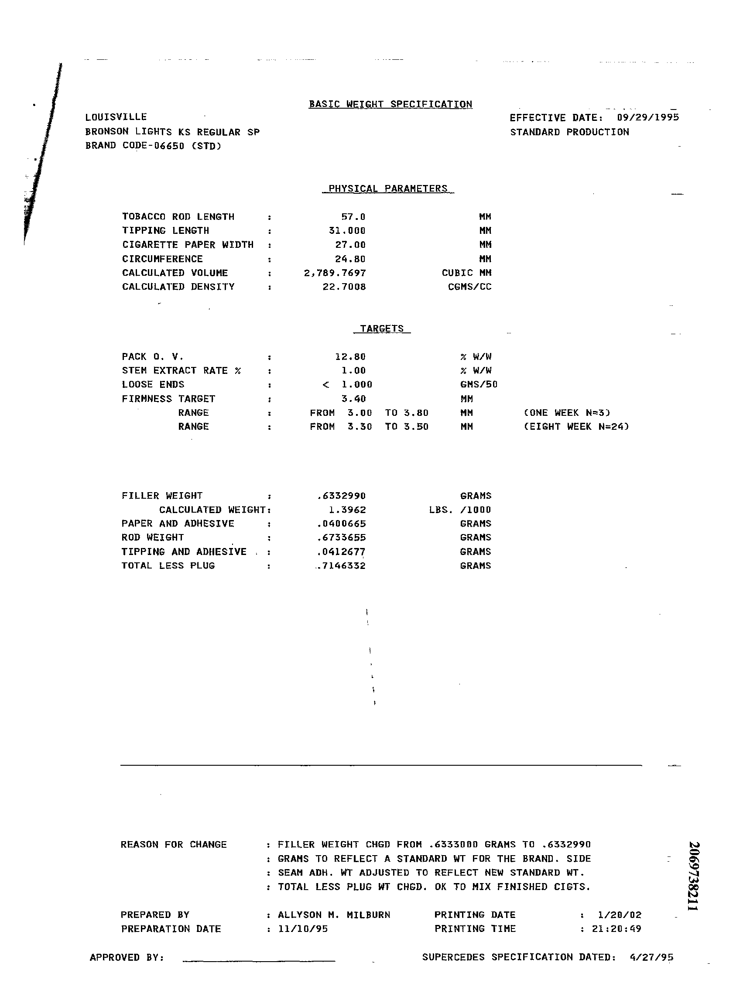 BASIC WEIGHT SPECIFICATION
LOUISVILLE EFFECTIVE DATE: 09/29/1995
BRONSON LIGHTS KS REGULAR SP STANDARD PRODUCTION
BRAND CODE-06650 (STD)
PHYSICAL PARAMETERS
TOBACCO ROD LENGTH : 57.0 MM
TIPPING LENGTH : 31.000 MM
CIGARETTE PAPER WIDTH : 27.00 MM
CIRCUMFERENCE : 24.80 MM
CALCULATED VOLUME : 2,789.7697 CUBIC MM
CALCULATED DENSITY : 22.7008 CGMS/CC
TARGETS
PACK O. V. : 12.80 % W/W
STEM EXTRACT RATE % : 1.00 % W/W
LOOSE ENDS : < 1.000 GMS/50
FIRMNESS TARGET : 3.40 MM
RANGE : FROM 3.00 TO 3.80 MM (ONE WEEK N=3)
RANGE : FROM 3.30 TO 3.50 MM (EIGHT WEEK N=24)
FILLER WEIGHT : .6332990 GRAMS
CALCULATED WEIGHT: 1.3962 LBS. /1000
PAPER AND ADHESIVE : .0400665 GRAMS
ROD WEIGHT : .6733655 GRAMS
TIPPING AND ADHESIVE : .0412677 GRAMS
TOTAL LESS PLUG : .7146332 GRAMS
REASON FOR CHANGE : FILLER WEIGHT CHGD FROM .6333000 GRAMS TO .6332990
: GRAMS TO REFLECT A STANDARD WT FOR THE BRAND. SIDE
: SEAM ADH. WT ADJUSTED TO REFLECT NEW STANDARD WT.
: TOTAL LESS PLUG WT CHGD. OK TO MIX FINISHED CIGTS.
PREPARED BY : ALLYSON M. MILBURN PRINTING DATE : 1/20/02
PREPARATION DATE : 11/10/95 PRINTING TIME : 21:20:49
APPROVED BY: SUPERCEDES SPECIFICATION DATED: 4/27/95
2069738211